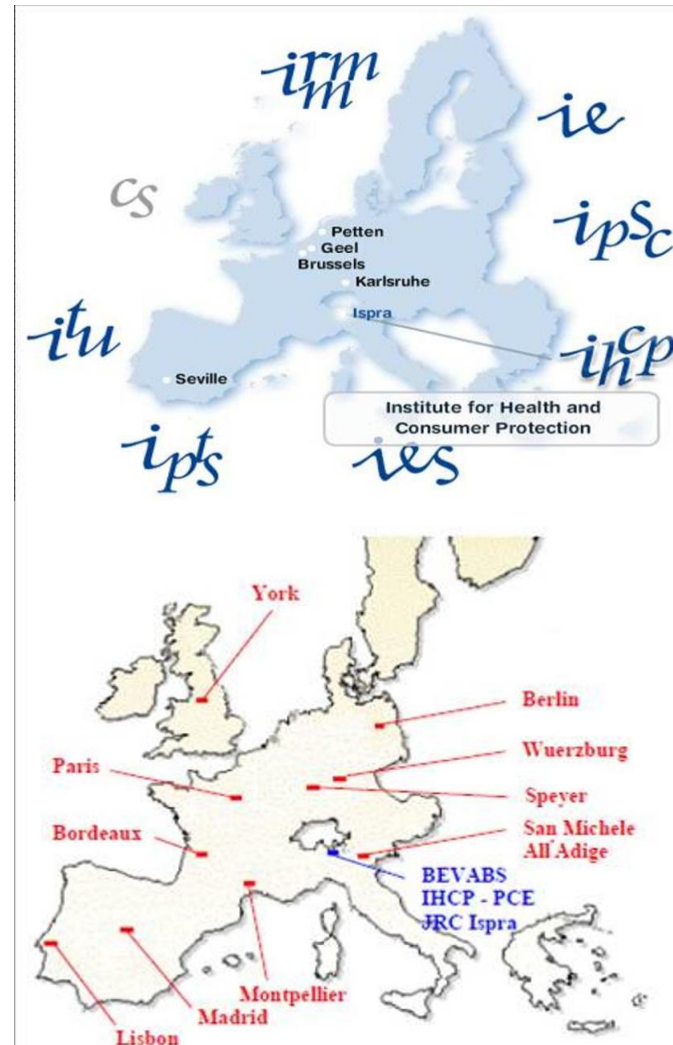 irmm
ie
cs
ipsc
Petten
Geel
Brussels
Karlsruhe
Ispra
itu
ihcp
Seville
Institute for Health and
Consumer Protection
ipts
ies
York
Berlin
Wuerzburg
Paris
Speyer
San Michele
All'Adige
Bordeaux
BEVABS
IHCP - PCE
JRC Ispra
Montpellier
Madrid
Lisbon